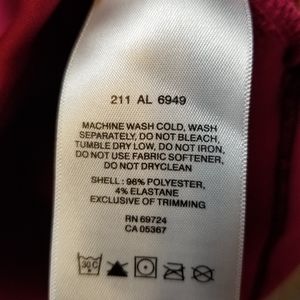 211 AL 6949
MACHINE WASH COLD, WASH
SEPARATELY, DO NOT BLEACH,
TUMBLE DRY LOW, DO NOT IRON,
DO NOT USE FABRIC SOFTENER,
DO NOT DRYCLEAN
SHELL : 96% POLYESTER,
4% ELASTANE
EXCLUSIVE OF TRIMMING
RN 69724
CA 05367
30 C